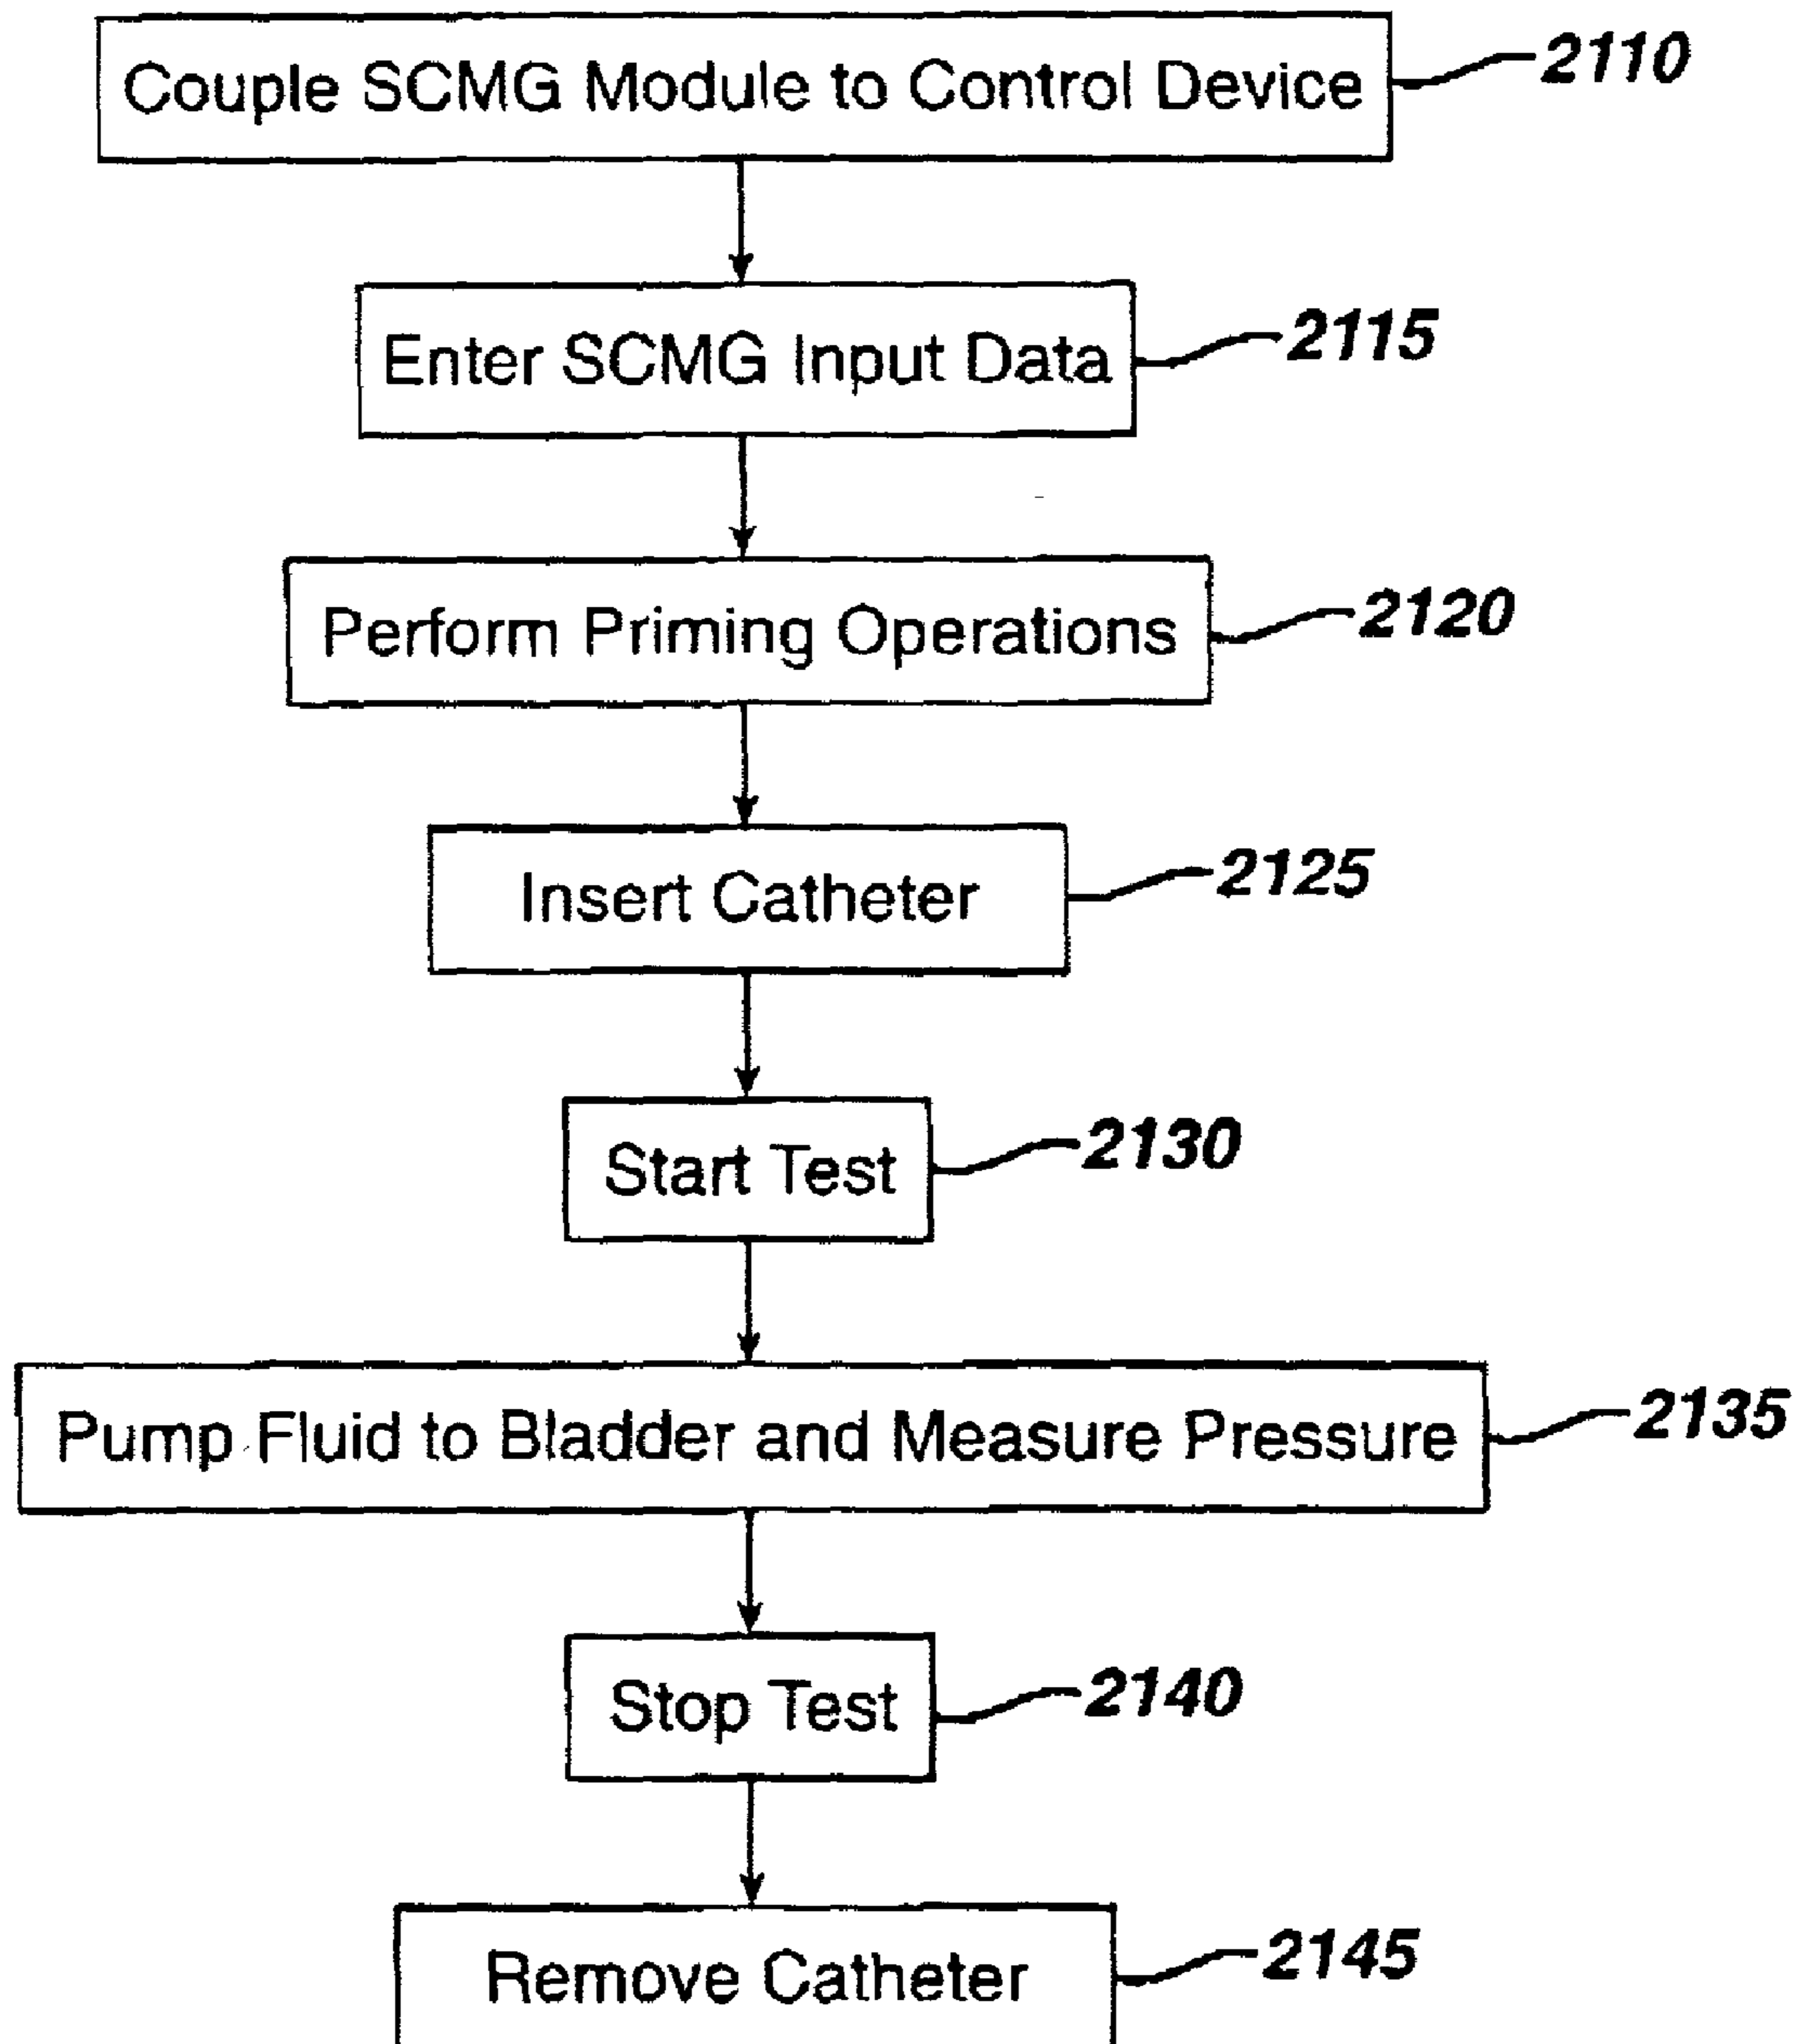 Couple SCMG Module to Control Device 2110
Enter SCMG Input Data 2115
Perform Priming Operations 2120
Insert Catheter 2125
Start Test 2130
Pump Fluid to Bladder and Measure Pressure 2135
Stop Test 2140
Remove Catheter 2145